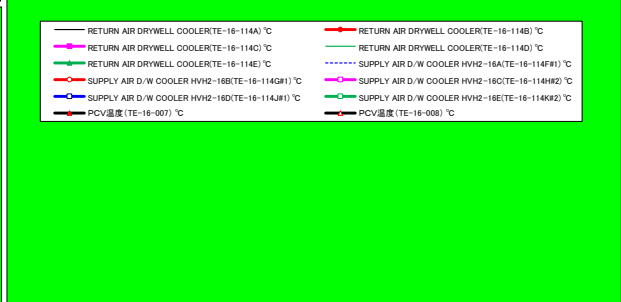 RETURN AIR DRYWELL COOLER(TE-16-114A) ℃ RETURN AIR DRYWELL COOLER(TE-16-114B) ℃
RETURN AIR DRYWELL COOLER(TE-16-114C) ℃ RETURN AIR DRYWELL COOLER(TE-16-114D) ℃
RETURN AIR DRYWELL COOLER(TE-16-114E) ℃ SUPPLY AIR D/W COOLER HVH2-16A(TE-16-114F#1) ℃
SUPPLY AIR D/W COOLER HVH2-16B(TE-16-114G#1) ℃ SUPPLY AIR D/W COOLER HVH2-16C(TE-16-114H#2) ℃
SUPPLY AIR D/W COOLER HVH2-16D(TE-16-114J#1) ℃ SUPPLY AIR D/W COOLER HVH2-16E(TE-16-114K#2) ℃
PCV温度(TE-16-007) ℃ PCV温度(TE-16-008) ℃